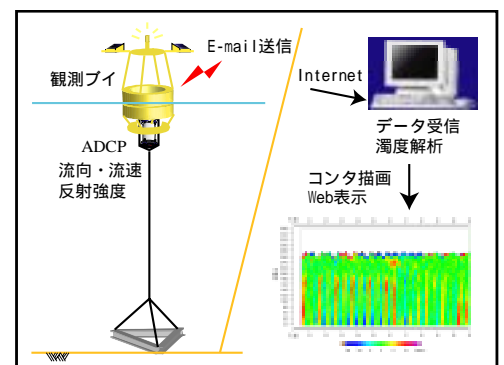 E-mail送信
観測ブイ
ADCP
流向・流速
反射強度
Internet
データ受信
濁度解析
コンタ描画
Web表示